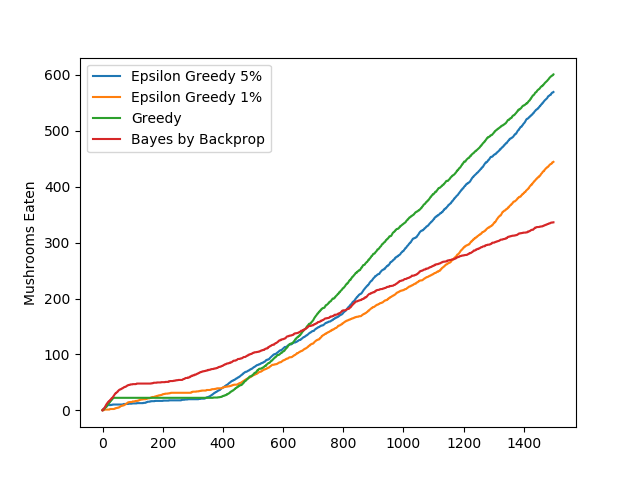 Epsilon Greedy 5%
Epsilon Greedy 1%
Greedy
Bayes by Backprop
Mushrooms Eaten
600
500
400
300
200
100
0
0 200 400 600 800 1000 1200 1400